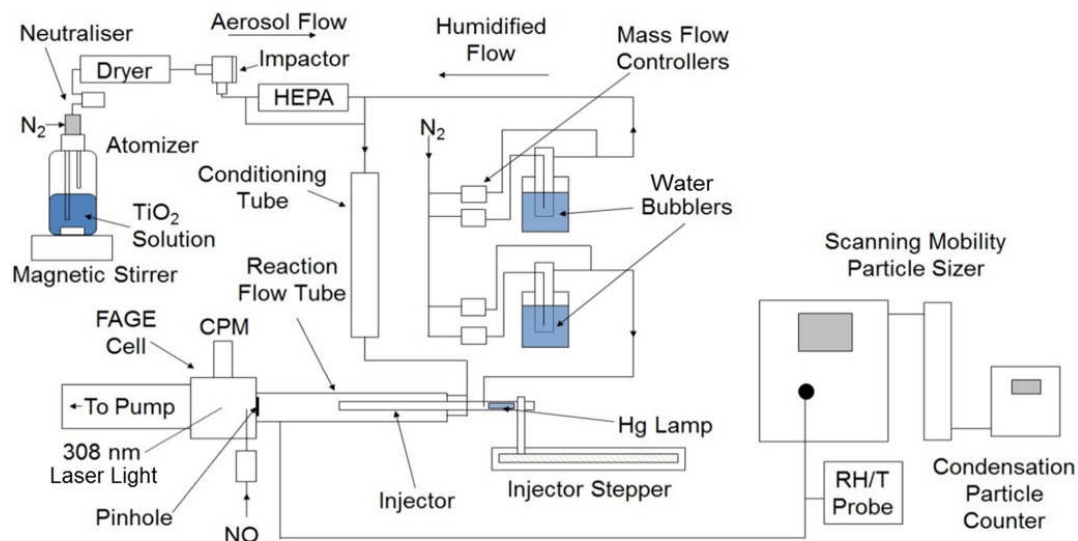 Neutraliser
Aerosol Flow
Dryer
Impactor
Humidified
Flow
Mass Flow
Controllers
HEPA
N2
N2
Atomizer
Conditioning
Tube
Water
Bubblers
TiO2
Solution
Magnetic Stirrer
Scanning Mobility
Particle Sizer
Reaction
Flow Tube
FAGE
Cell
CPM
To Pump
308 nm
Laser Light
Hg Lamp
Injector
Injector Stepper
Pinhole
NO
RH/T
Probe
Condensation
Particle
Counter